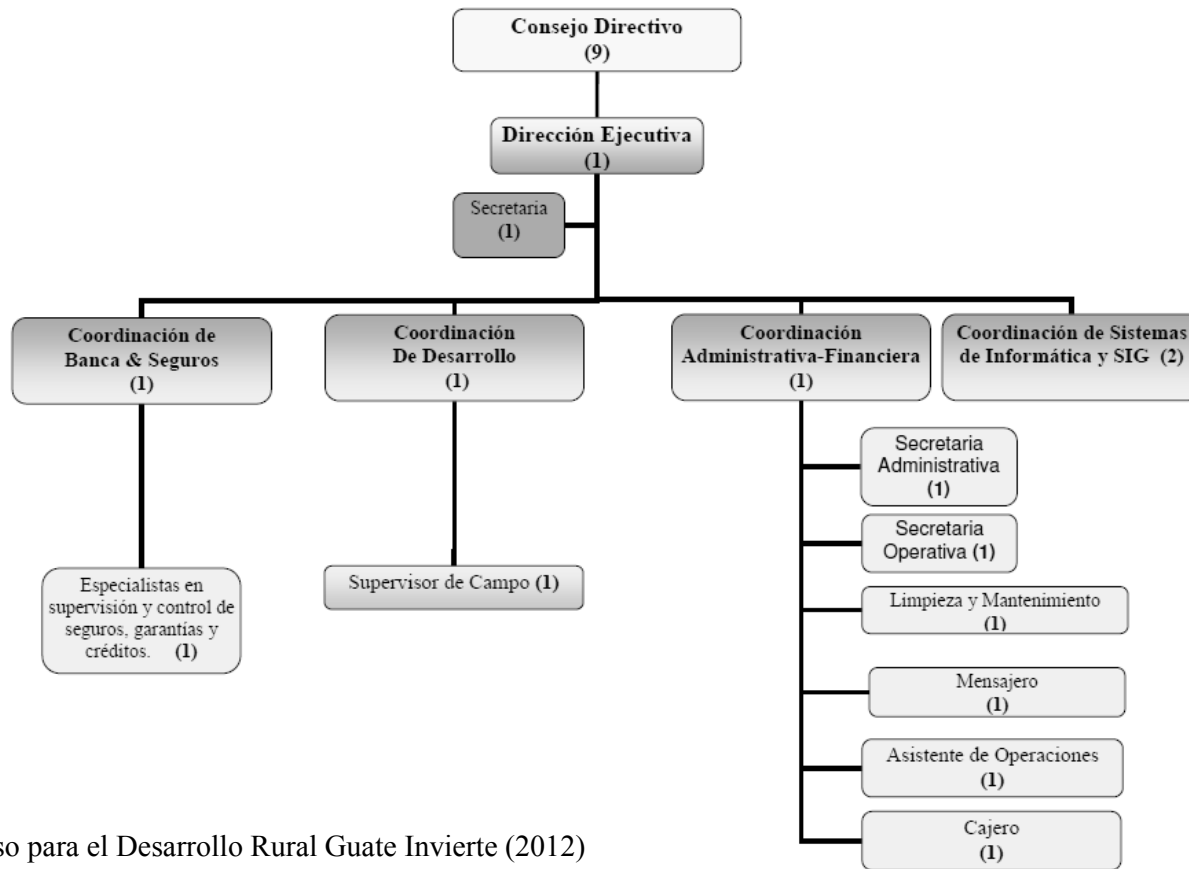 Consejo Directivo
(9)
Dirección Ejecutiva
(1)
Secretaria
(1)
Coordinación de
Banca & Seguros
(1)
Coordinación
De Desarrollo
(1)
Coordinación
Administrativa-Financiera
(1)
Coordinación de Sistemas
de Informática y SIG (2)
Especialistas en
supervisión y control de
seguros, garantías y
créditos. (1)
Supervisor de Campo (1)
Secretaria
Administrativa
(1)
Secretaria
Operativa (1)
Limpieza y Mantenimiento
(1)
Mensajero
(1)
Asistente de Operaciones
(1)
Cajero
(1)
so para el Desarrollo Rural Guate Invierte (2012)